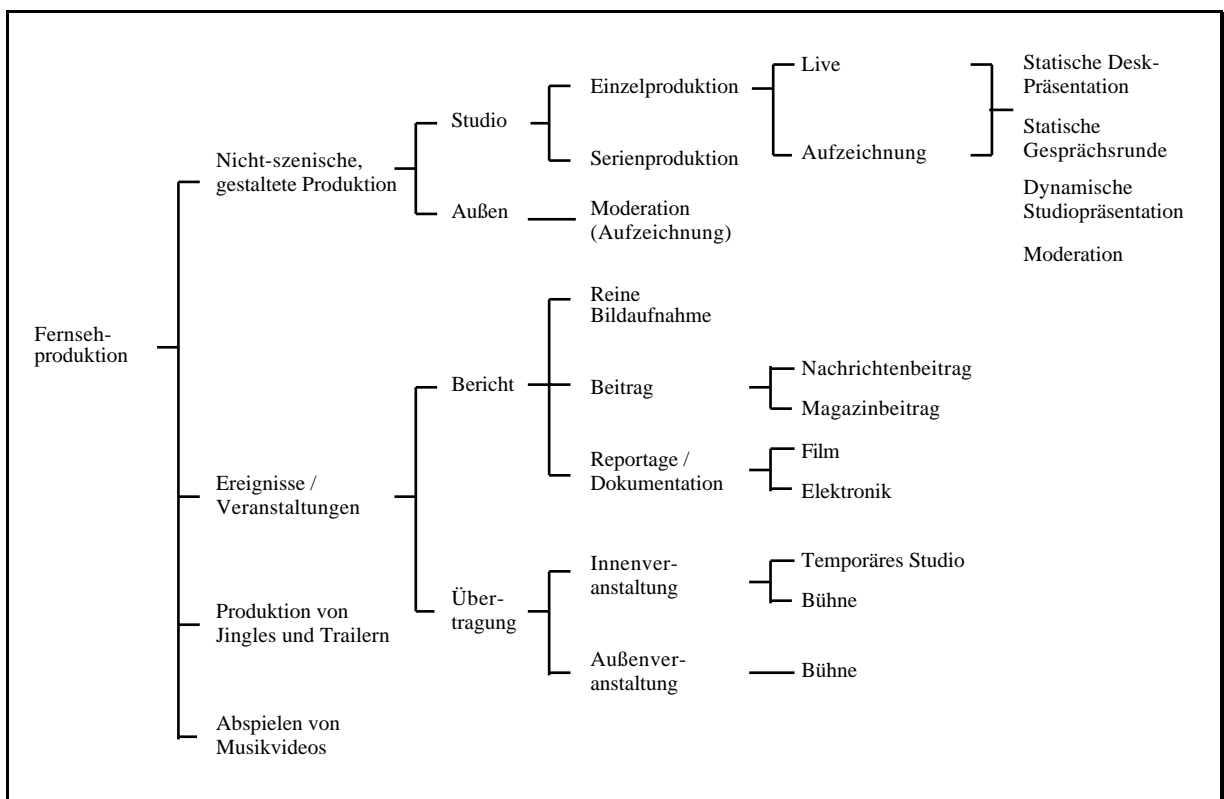 Fernseh-
produktion
Nicht-szenische,
gestaltete Produktion
Studio
Einzelproduktion
Live
Aufzeichnung
Statische Desk-
Präsentation
Statische
Gesprächsrunde
Dynamische
Studiopräsentation
Moderation
Serienproduktion
Außen
Moderation
(Aufzeichnung)
Ereignisse /
Veranstaltungen
Bericht
Reine
Bildaufnahme
Beitrag
Nachrichtenbeitrag
Magazinbeitrag
Reportage /
Dokumentation
Film
Elektronik
Über-
tragung
Innenver-
anstaltung
Temporäres Studio
Bühne
Außenver-
anstaltung
Bühne
Produktion von
Jingles und Trailern
Abspielen von
Musikvideos